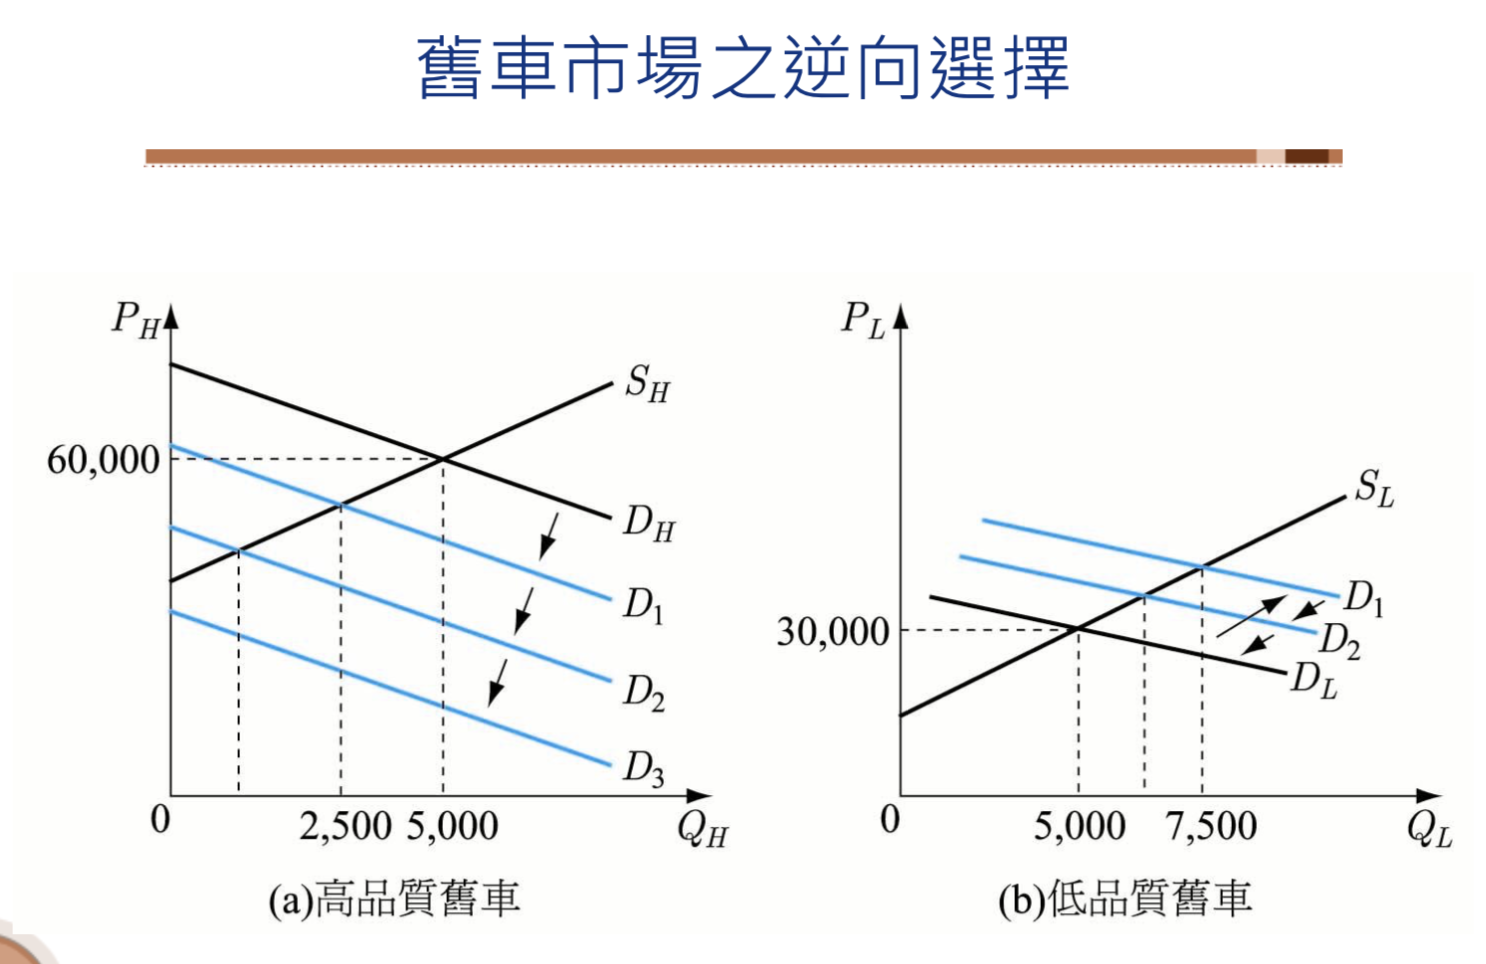 舊車市場之逆向選擇
P_H
60,000
S_H
D_H
D_1
D_2
D_3
0
2,500
5,000
Q_H
(a)高品質舊車
P_L
S_L
30,000
D_1
D_2
D_L
0
5,000
7,500
Q_L
(b)低品質舊車